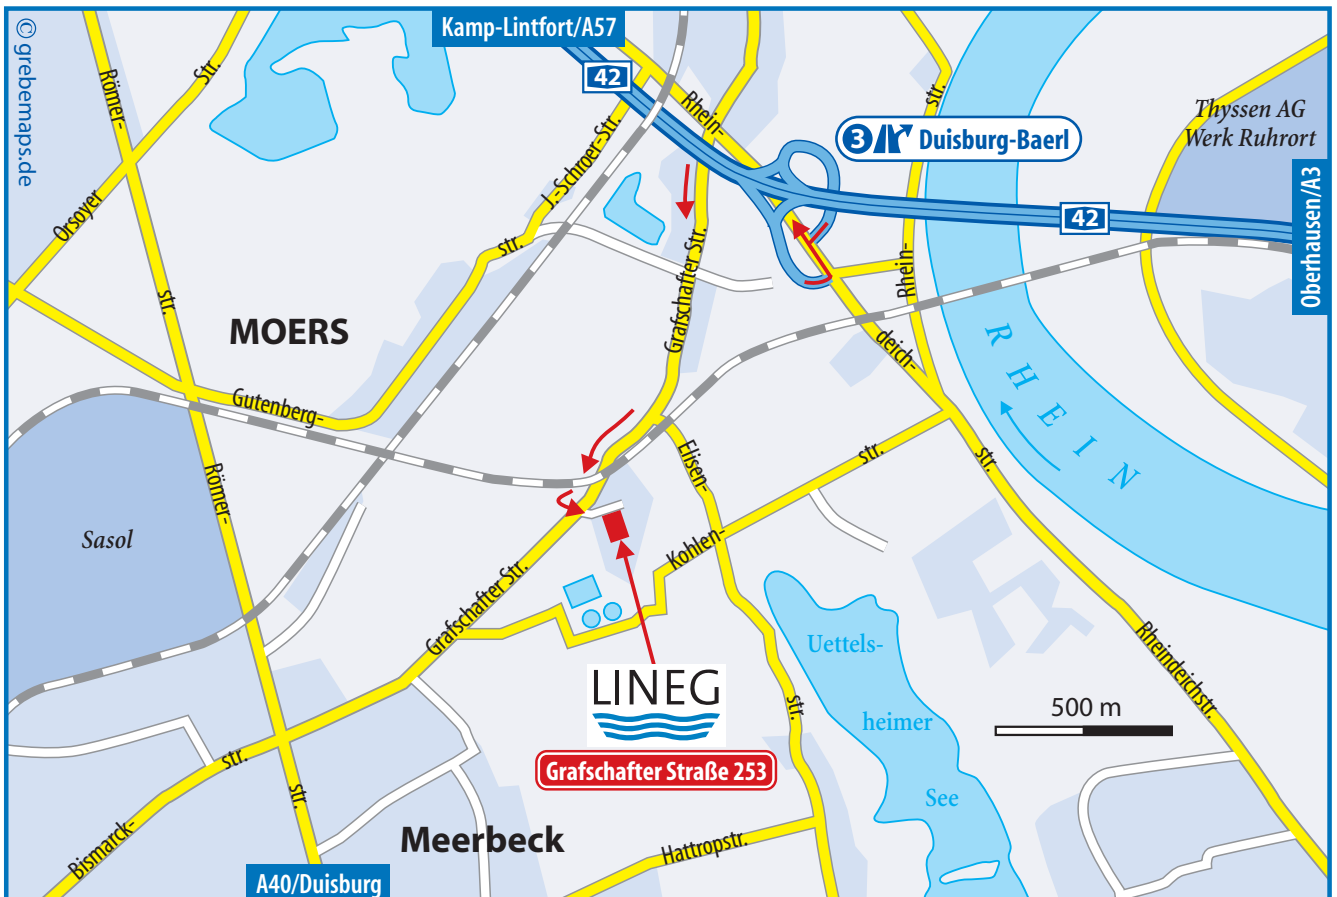 © grebemaps.de
Kamp-Lintfort/A57
42
Römer-
Str.
Orsoyer
str.
Rhein-
J.-Schroer-Str.
str.
str.
3 Duisburg-Baerl
Thyssen AG
Werk Ruhrort
Oberhausen/A3
42
Grafschafter Str.
Rhein-
MOERS
Gutenberg-
deich-
RHEIN
Römer-
Elisen-
str.
str.
Sasol
Kohlen-
Grafschafter Str.
Uettels-
heimer
See
Rheindeichstr.
LINEG
Grafschafter Straße 253
str.
500 m
str.
str.
Bismarck-
Meerbeck
Hattropstr.
A40/Duisburg